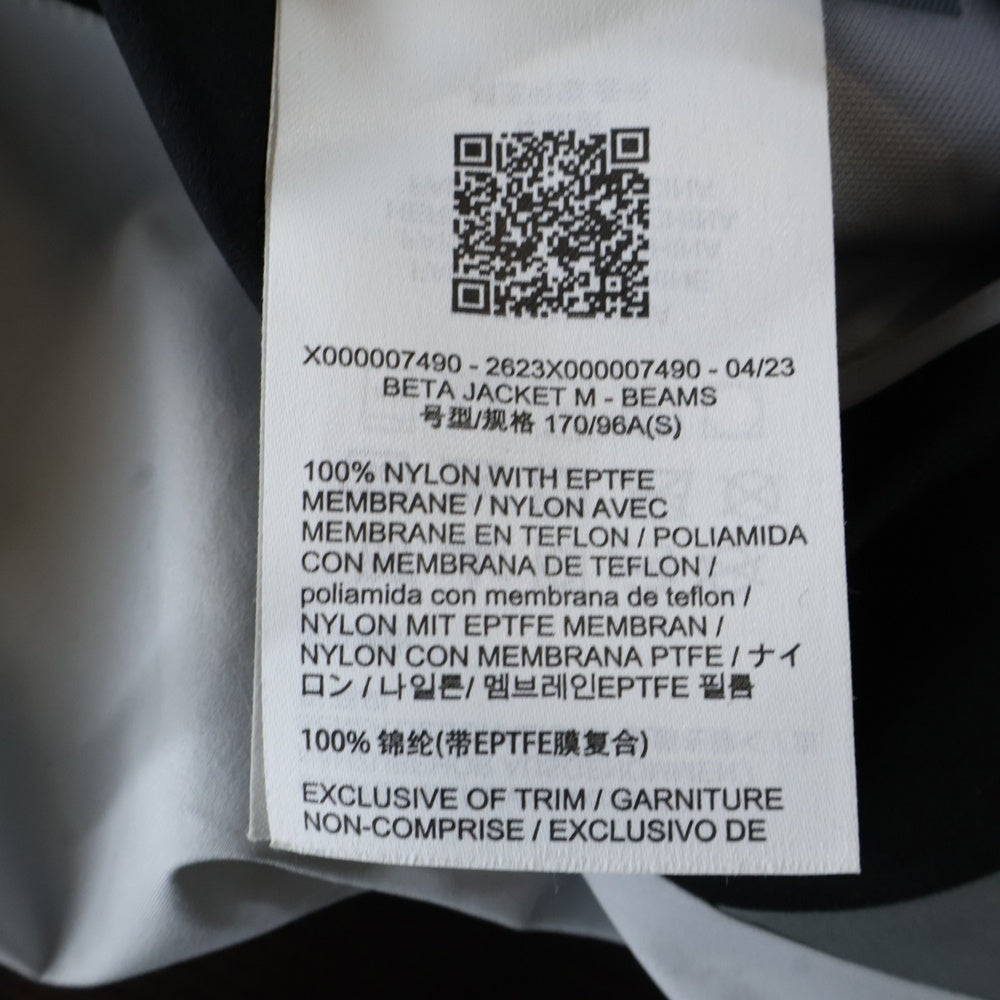 X000007490 - 2623X000007490 - 04/23
BETA JACKET M - BEAMS
号型/规格 170/96A(S)
100% NYLON WITH EPTFE
MEMBRANE / NYLON AVEC
MEMBRANE EN TEFLON / POLIAMIDA
CON MEMBRANA DE TEFLON /
poliamida con membrana de teflon /
NYLON MIT EPTFE MEMBRAN /
NYLON CON MEMBRANA PTFE / ナイ
ロン / 나일론/ 멤브레인EPTFE 필름
100% 锦纶(带EPTFE膜复合)
EXCLUSIVE OF TRIM / GARNITURE
NON-COMPRISE / EXCLUSIVO DE